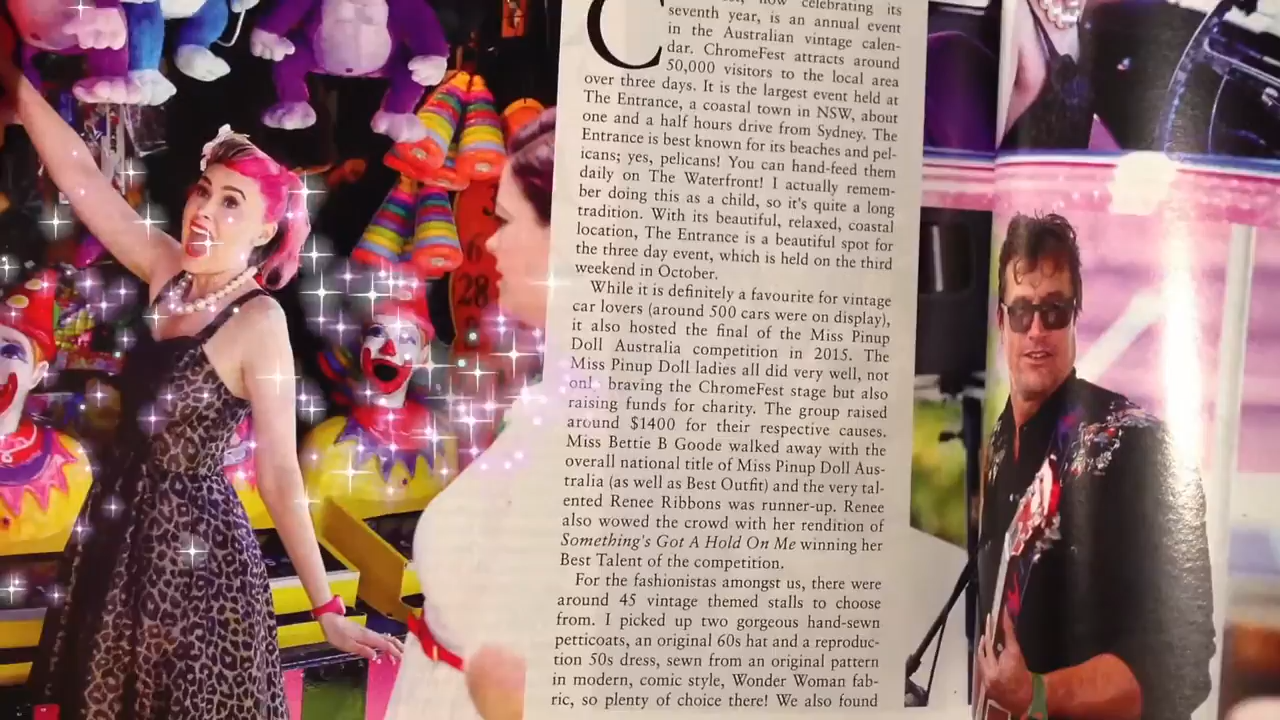 C
seventh year, is an annual event
in the Australian vintage calen-
dar. ChromeFest attracts around
50,000 visitors to the local area
over three days. It is the largest event held at
The Entrance, a coastal town in NSW, about
one and a half hours drive from Sydney. The
Entrance is best known for its beaches and pel-
icans; yes, pelicans! You can hand-feed them
daily on The Waterfront! I actually remem-
ber doing this as a child, so it's quite a long
tradition. With its beautiful, relaxed, coastal
location, The Entrance is a beautiful spot for
the three day event, which is held on the third
weekend in October.
While it is definitely a favourite for vintage
car lovers (around 500 cars were on display),
it also hosted the final of the Miss Pinup
Doll Australia competition in 2015. The
Miss Pinup Doll ladies all did very well, not
only braving the ChromeFest stage but also
raising funds for charity. The group raised
around $1400 for their respective causes.
Miss Bettie B Goode walked away with the
overall national title of Miss Pinup Doll Aus-
tralia (as well as Best Outfit) and the very tal-
ented Renee Ribbons was runner-up. Renee
also wowed the crowd with her rendition of
Something's Got A Hold On Me winning her
Best Talent of the competition.
For the fashionistas amongst us, there were
around 45 vintage themed stalls to choose
from. I picked up two gorgeous hand-sewn
petticoats, an original 60s hat and a reproduc-
tion 50s dress, sewn from an original pattern
in modern, comic style, Wonder Woman fab-
ric, so plenty of choice there! We also found
28